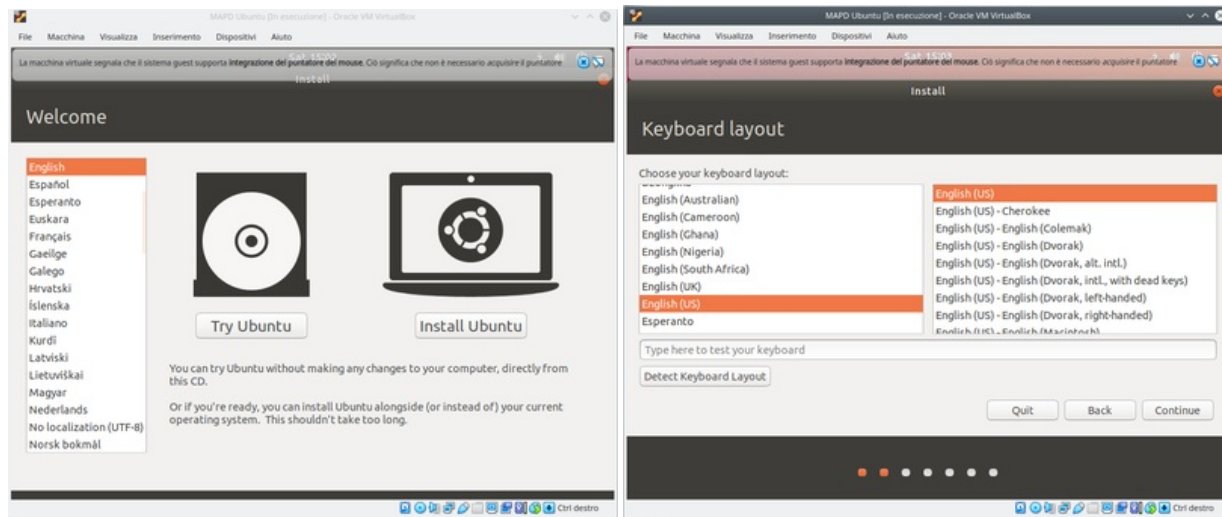 MAPD Ubuntu [In esecuzione] - Oracle VM VirtualBox
File Macchina Visualizza Inserimento Dispositivi Aiuto
Sat 15:02
La macchina virtuale segnala che il sistema guest supporta integrazione del puntatore del mouse. Ciò significa che non è necessario acquisire il puntatore
Install
Welcome
English
Español
Esperanto
Euskara
Français
Gaeilge
Galego
Hrvatski
Íslenska
Italiano
Kurdî
Latviski
Lietuviškai
Magyar
Nederlands
No localization (UTF-8)
Norsk bokmål
Try Ubuntu
Install Ubuntu
You can try Ubuntu without making any changes to your computer, directly from
this CD.
Or if you're ready, you can install Ubuntu alongside (or instead of) your current
operating system. This shouldn't take too long.
Ctrl destro
MAPD Ubuntu [In esecuzione] - Oracle VM VirtualBox
File Macchina Visualizza Inserimento Dispositivi Aiuto
Sat 15:03
La macchina virtuale segnala che il sistema guest supporta integrazione del puntatore del mouse. Ciò significa che non è necessario acquisire il puntatore
Install
Keyboard layout
Choose your keyboard layout:
English (Australian)
English (Cameroon)
English (Ghana)
English (Nigeria)
English (South Africa)
English (UK)
English (US)
Esperanto
English (US)
English (US) - Cherokee
English (US) - English (Colemak)
English (US) - English (Dvorak)
English (US) - English (Dvorak, alt. intl.)
English (US) - English (Dvorak, intl., with dead keys)
English (US) - English (Dvorak, left-handed)
English (US) - English (Dvorak, right-handed)
English (US) - English (Macintosh)
Type here to test your keyboard
Detect Keyboard Layout
Quit
Back
Continue
Ctrl destro